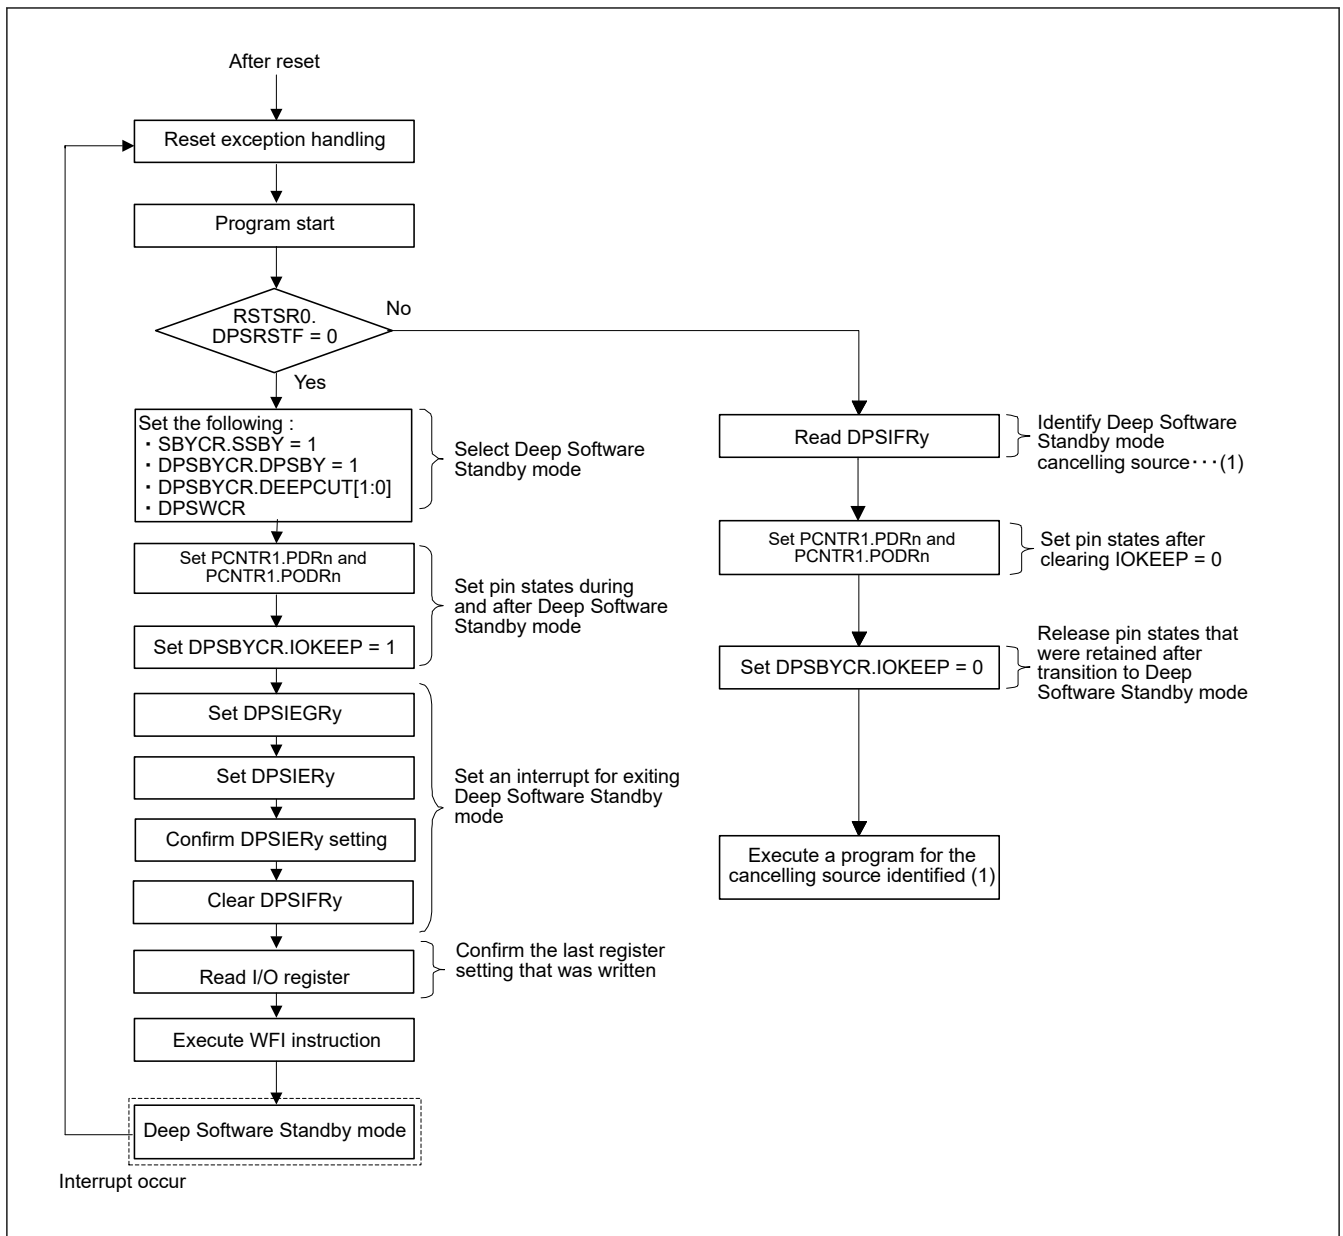 After reset
Reset exception handling
Program start
RSTSR0.
DPSRSTF = 0
No
Yes
Set the following :
・SBYCR.SSBY = 1
・DPSBYCR.DPSBY = 1
・DPSBYCR.DEEPCUT[1:0]
・DPSWCR
Select Deep Software
Standby mode
Set PCNTR1.PDRn and
PCNTR1.PODRn
Set DPSBYCR.IOKEEP = 1
Set pin states during
and after Deep Software
Standby mode
Set DPSIEGRy
Set DPSIERy
Confirm DPSIERy setting
Clear DPSIFRy
Set an interrupt for exiting
Deep Software Standby
mode
Read I/O register
Confirm the last register
setting that was written
Execute WFI instruction
Deep Software Standby mode
Interrupt occur
Read DPSIFRy
Identify Deep Software
Standby mode
cancelling source･･･(1)
Set PCNTR1.PDRn and
PCNTR1.PODRn
Set pin states after
clearing IOKEEP = 0
Set DPSBYCR.IOKEEP = 0
Release pin states that
were retained after
transition to Deep
Software Standby mode
Execute a program for the
cancelling source identified (1)